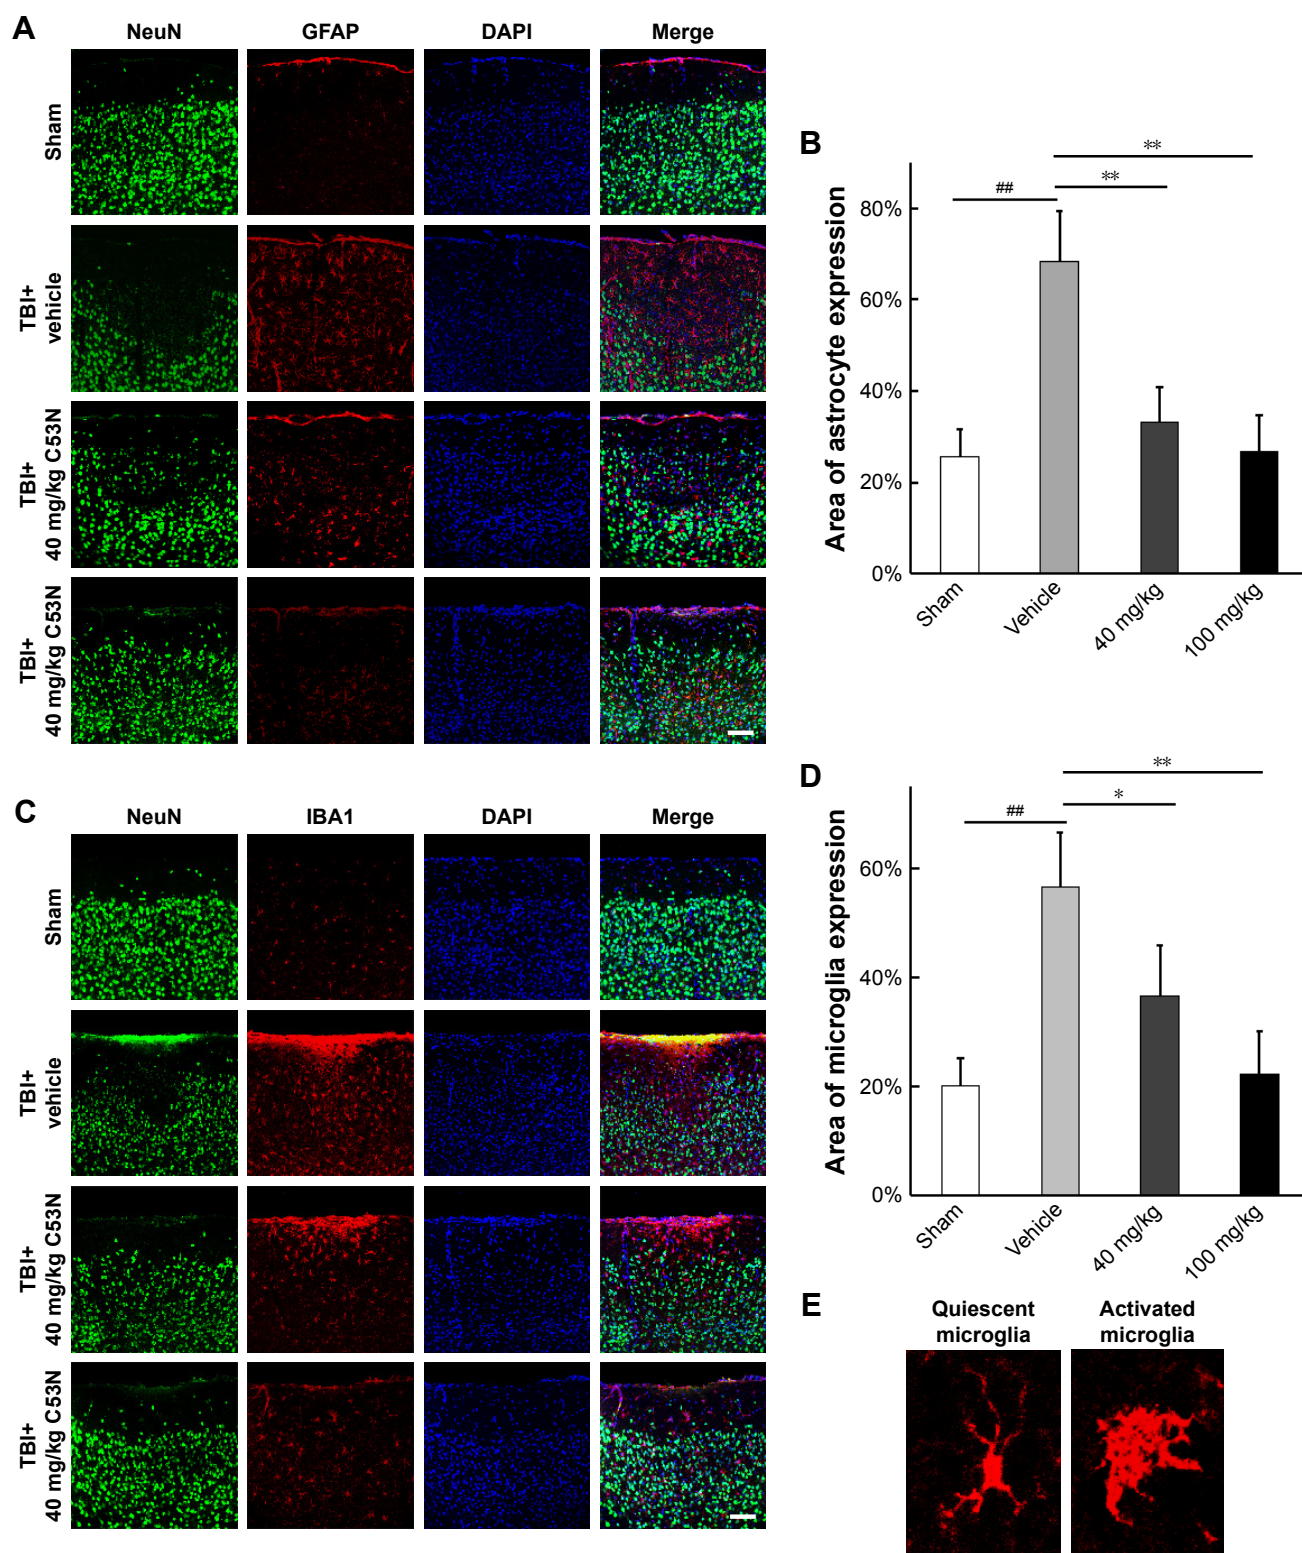 A
NeuN GFAP DAPI Merge
Sham
TBI+
vehicle
TBI+
40 mg/kg C53N
TBI+
40 mg/kg C53N
B
Area of astrocyte expression
80%
60%
40%
20%
0%
##
**
**
Sham
Vehicle
40 mg/kg
100 mg/kg
C
NeuN IBA1 DAPI Merge
Sham
TBI+
vehicle
TBI+
40 mg/kg C53N
TBI+
40 mg/kg C53N
D
Area of microglia expression
60%
40%
20%
0%
##
*
**
Sham
Vehicle
40 mg/kg
100 mg/kg
E
Quiescent
microglia
Activated
microglia